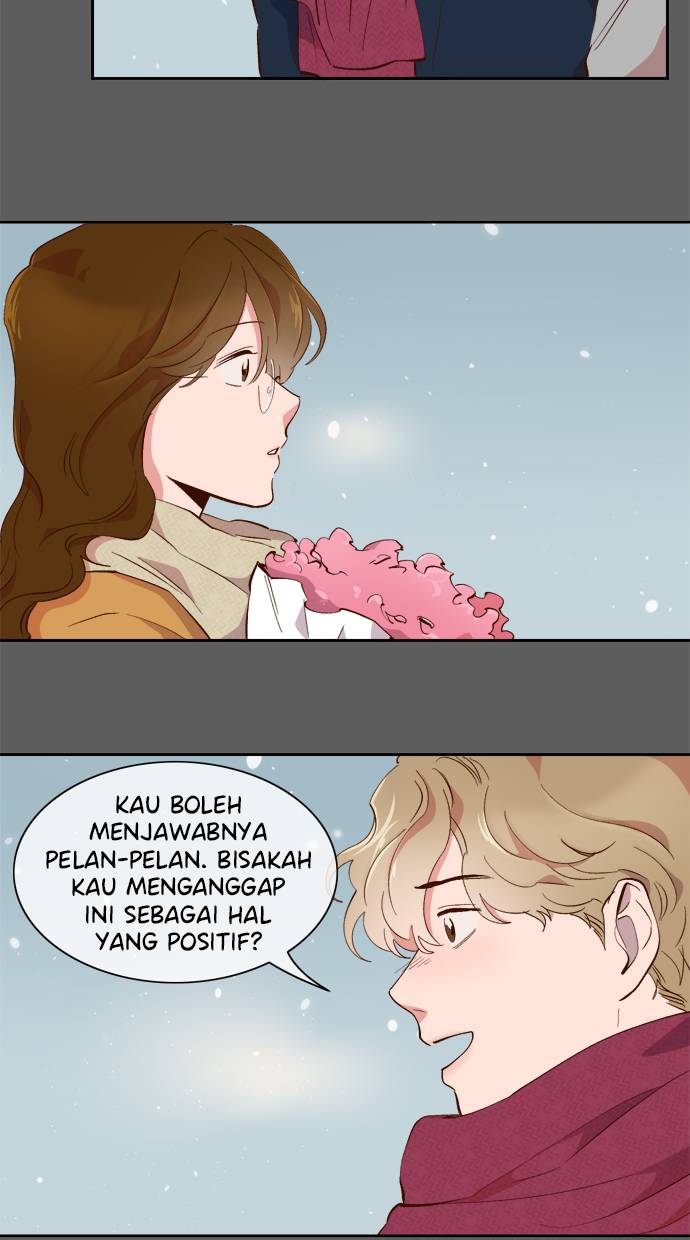 KAU BOLEH
MENJAWABNYA
PELAN-PELAN. BISAKAH
KAU MENGANGGAP
INI SEBAGAI HAL
YANG POSITIF?